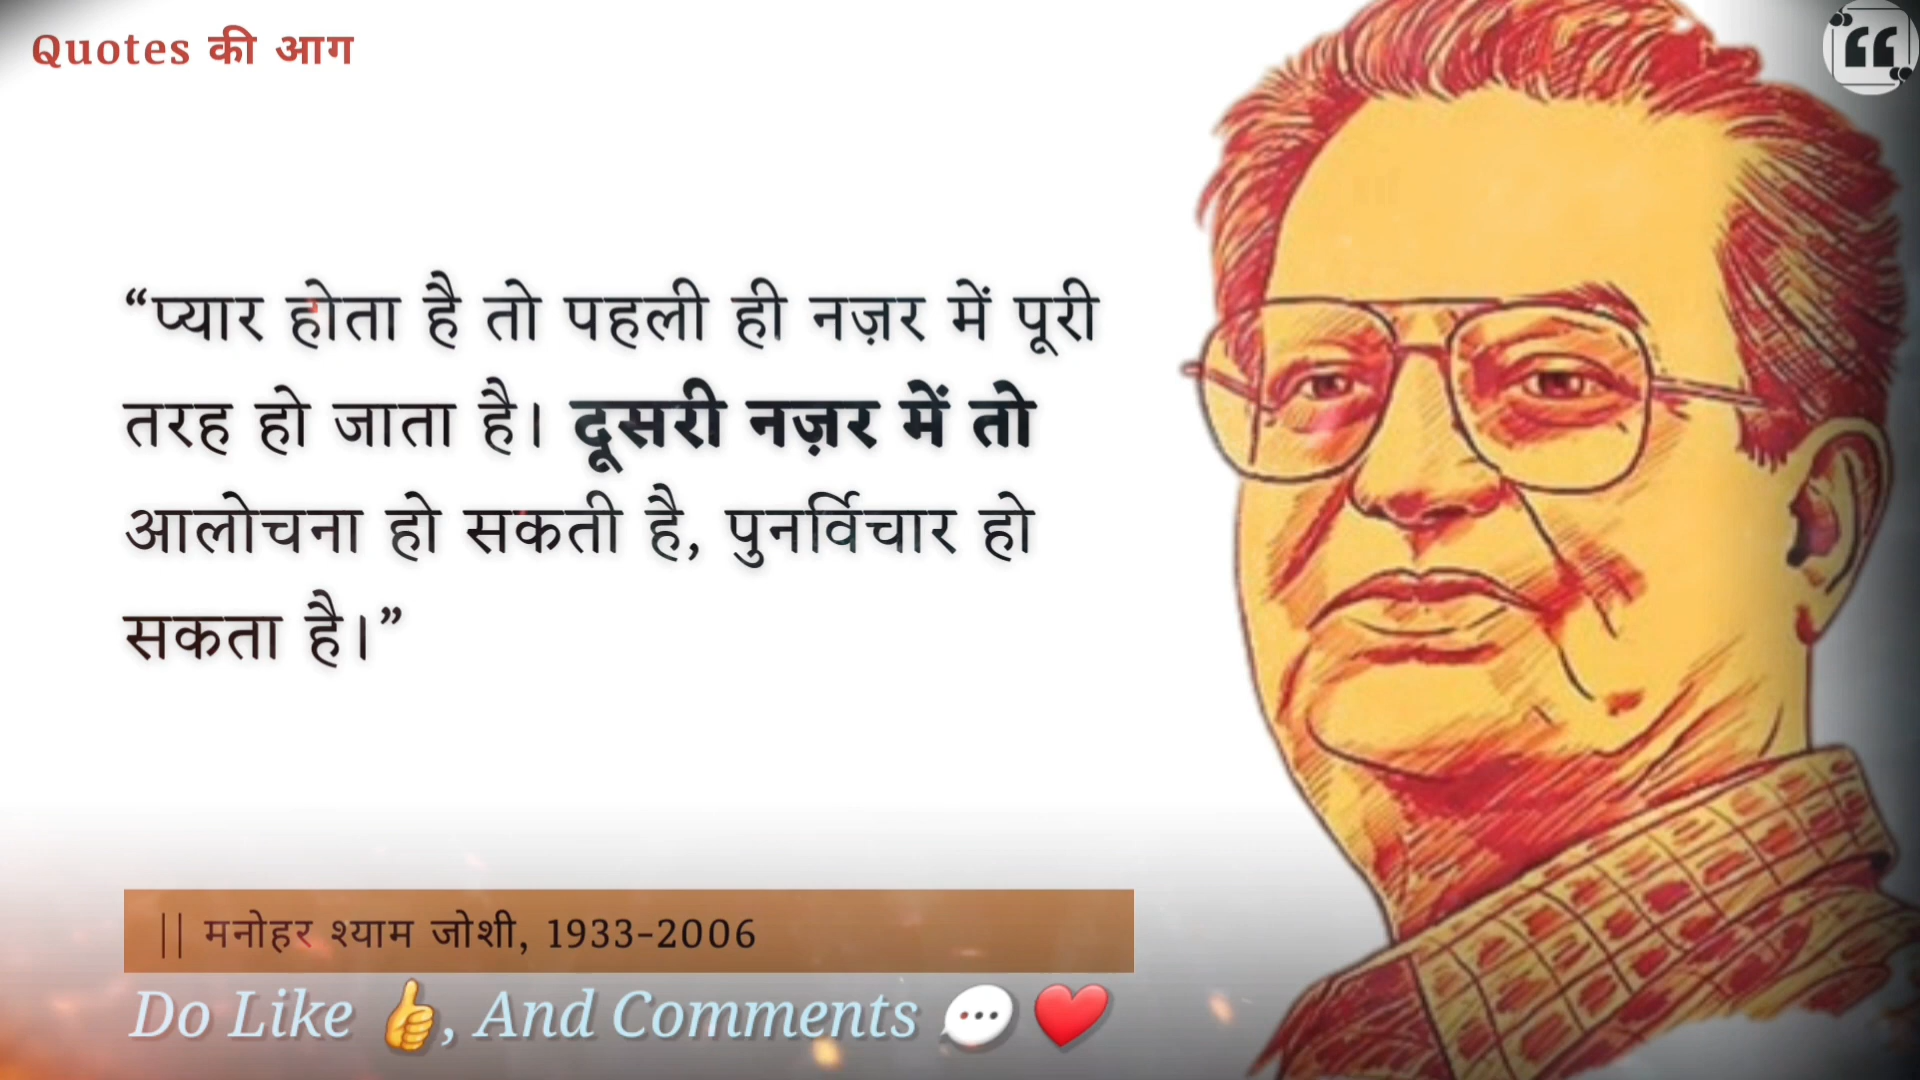 Quotes की आग
“प्यार होता है तो पहली ही नज़र में पूरी
तरह हो जाता है। दूसरी नज़र में तो
आलोचना हो सकती है, पुनर्विचार हो
सकता है।”
|| मनोहर श्याम जोशी, 1933-2006
Do Like 👍, And Comments 💬 ❤️